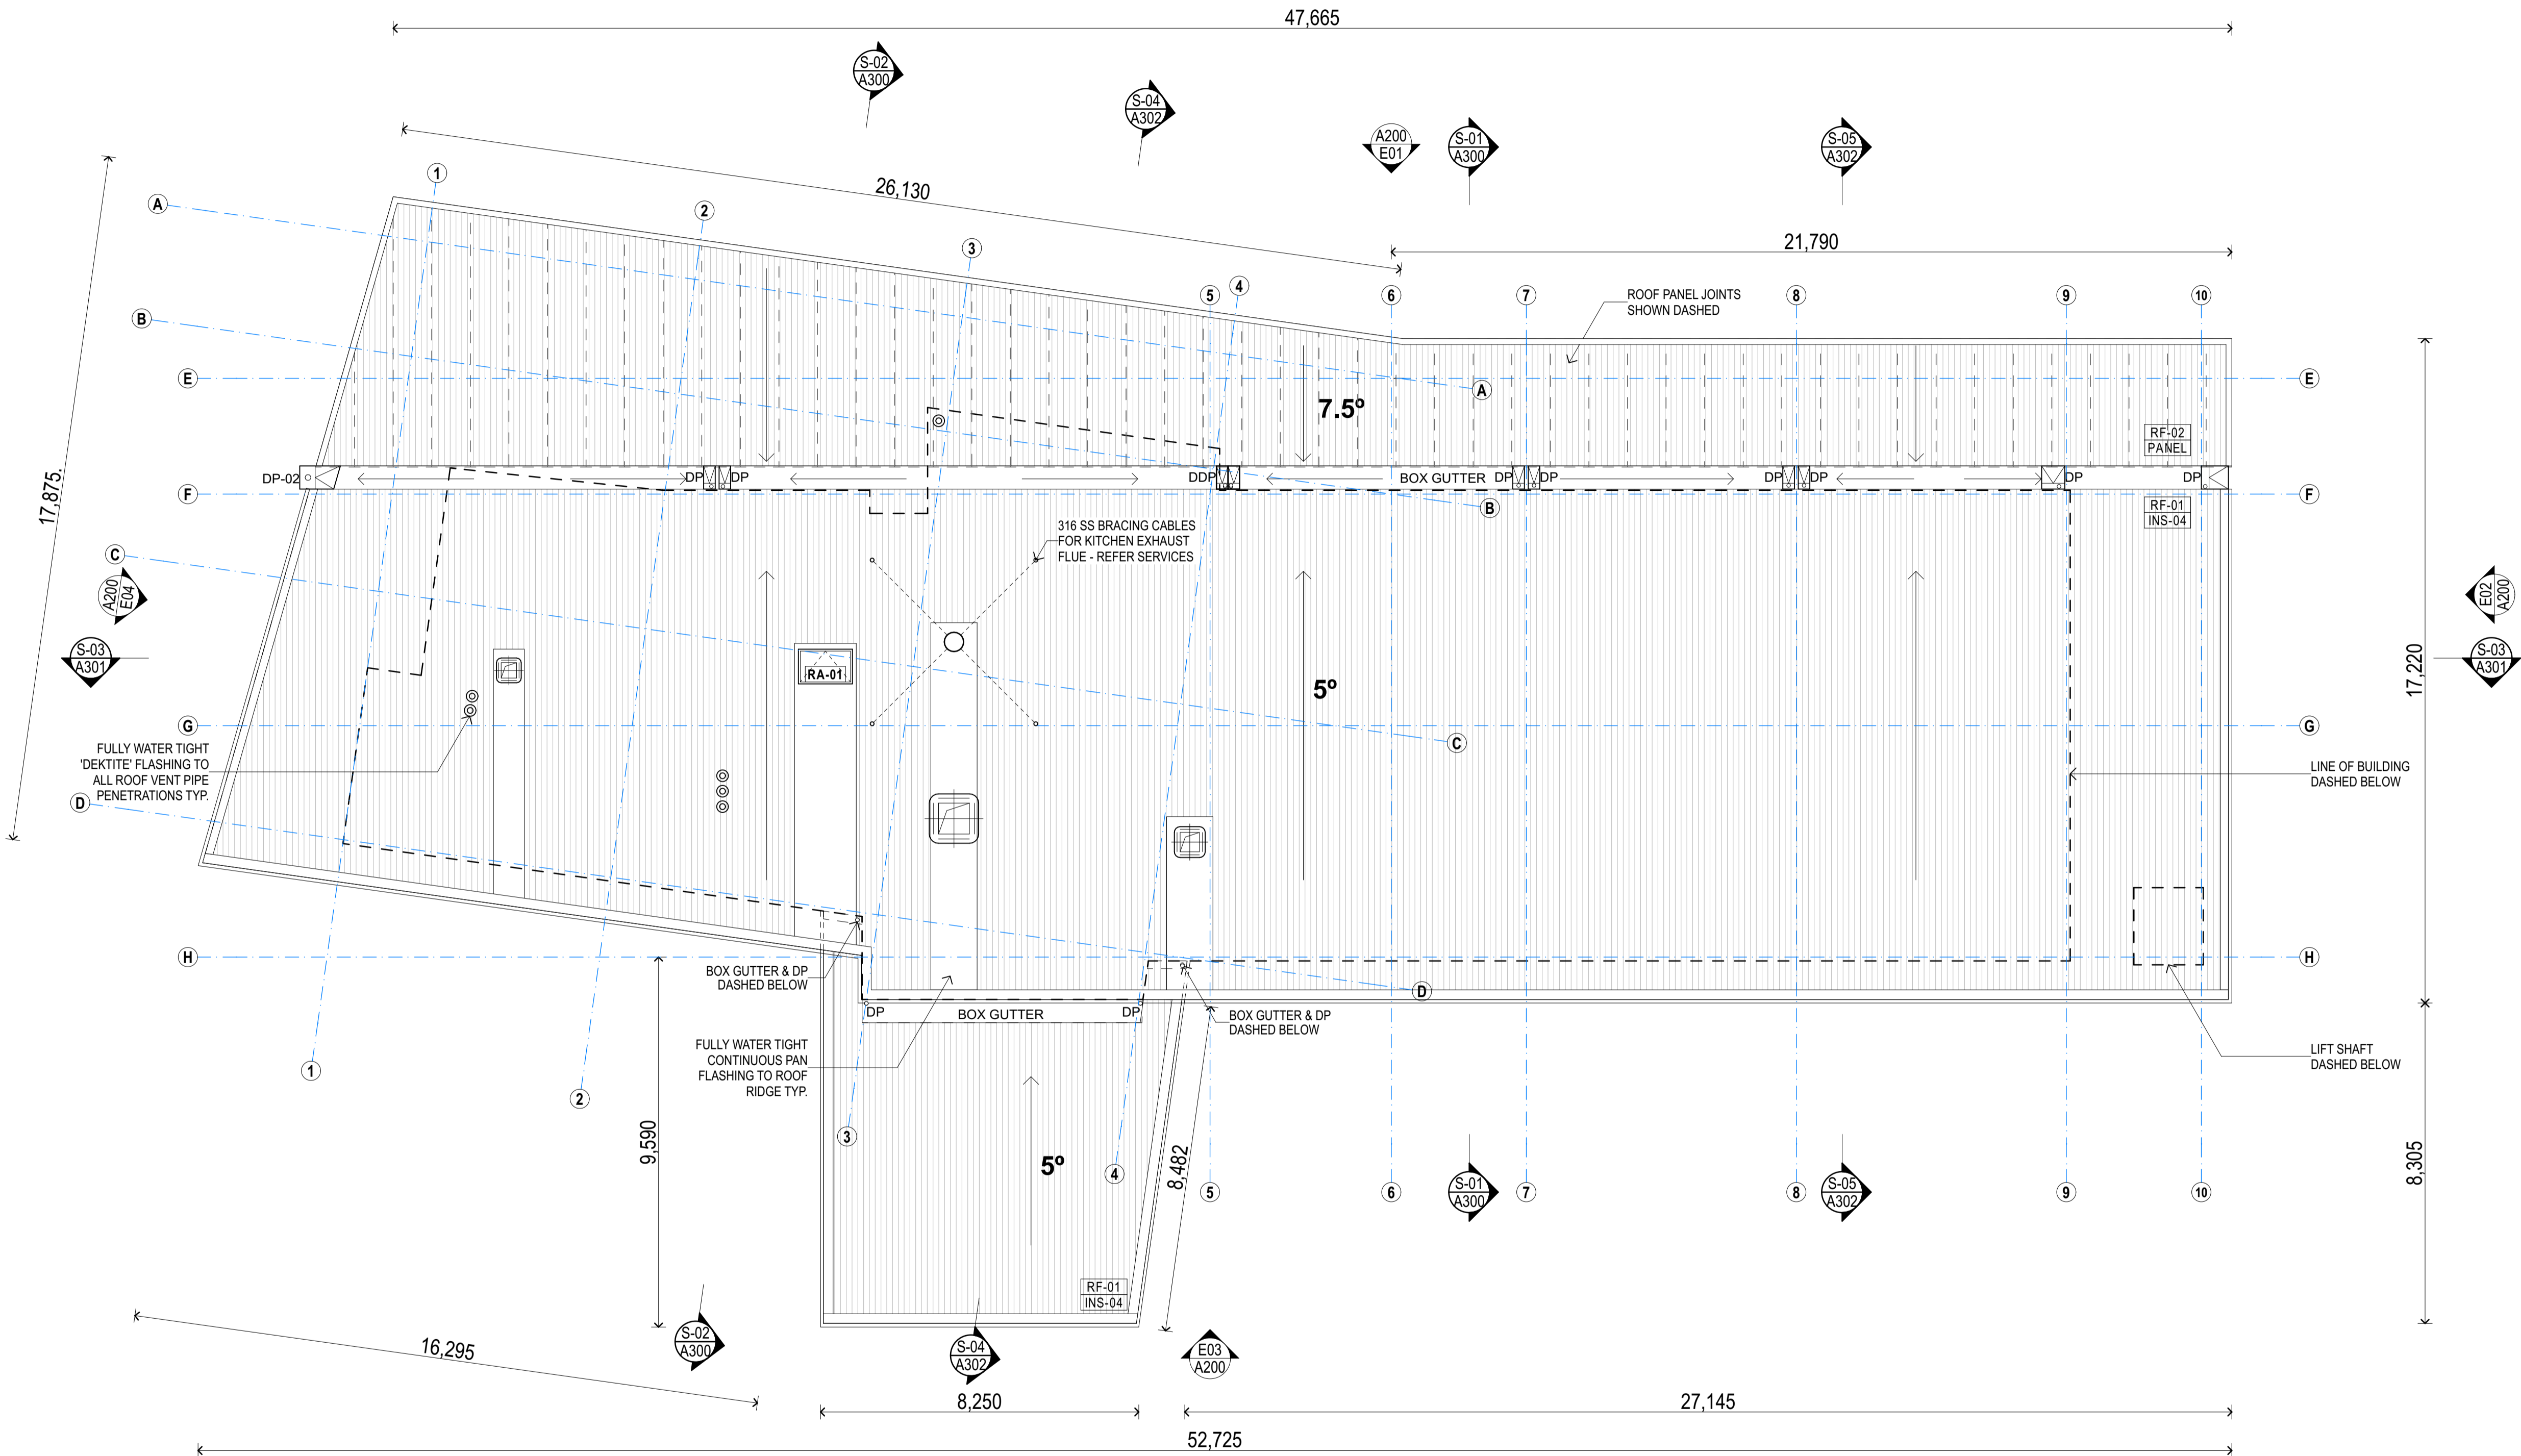 47,665
S-02
A300
S-04
A302
A200
E01
S-01
A300
S-05
A302
26,130
17,875.
1
2
3
A
B
21,790
5
4
6
7
8
9
10
ROOF PANEL JOINTS
SHOWN DASHED
E
E
A
7.5º
RF-02
PANEL
DP-02
DP
DP
DDP
BOX GUTTER
DP
DP
DP
DP
DP
DP
F
F
B
RF-01
INS-04
316 SS BRACING CABLES
FOR KITCHEN EXHAUST
FLUE - REFER SERVICES
C
A200
E04
E02
A200
S-03
A301
S-03
A301
RA-01
5º
17,220
G
G
C
FULLY WATER TIGHT
'DEKTITE' FLASHING TO
ALL ROOF VENT PIPE
PENETRATIONS TYP.
LINE OF BUILDING
DASHED BELOW
D
H
H
BOX GUTTER & DP
DASHED BELOW
D
DP
BOX GUTTER
DP
BOX GUTTER & DP
DASHED BELOW
FULLY WATER TIGHT
CONTINUOUS PAN
FLASHING TO ROOF
RIDGE TYP.
LIFT SHAFT
DASHED BELOW
1
2
3
4
9,590
5º
8,482
8,305
5
6
S-01
A300
7
8
S-05
A302
9
10
RF-01
INS-04
16,295
S-02
A300
S-04
A302
E03
A200
8,250
27,145
52,725